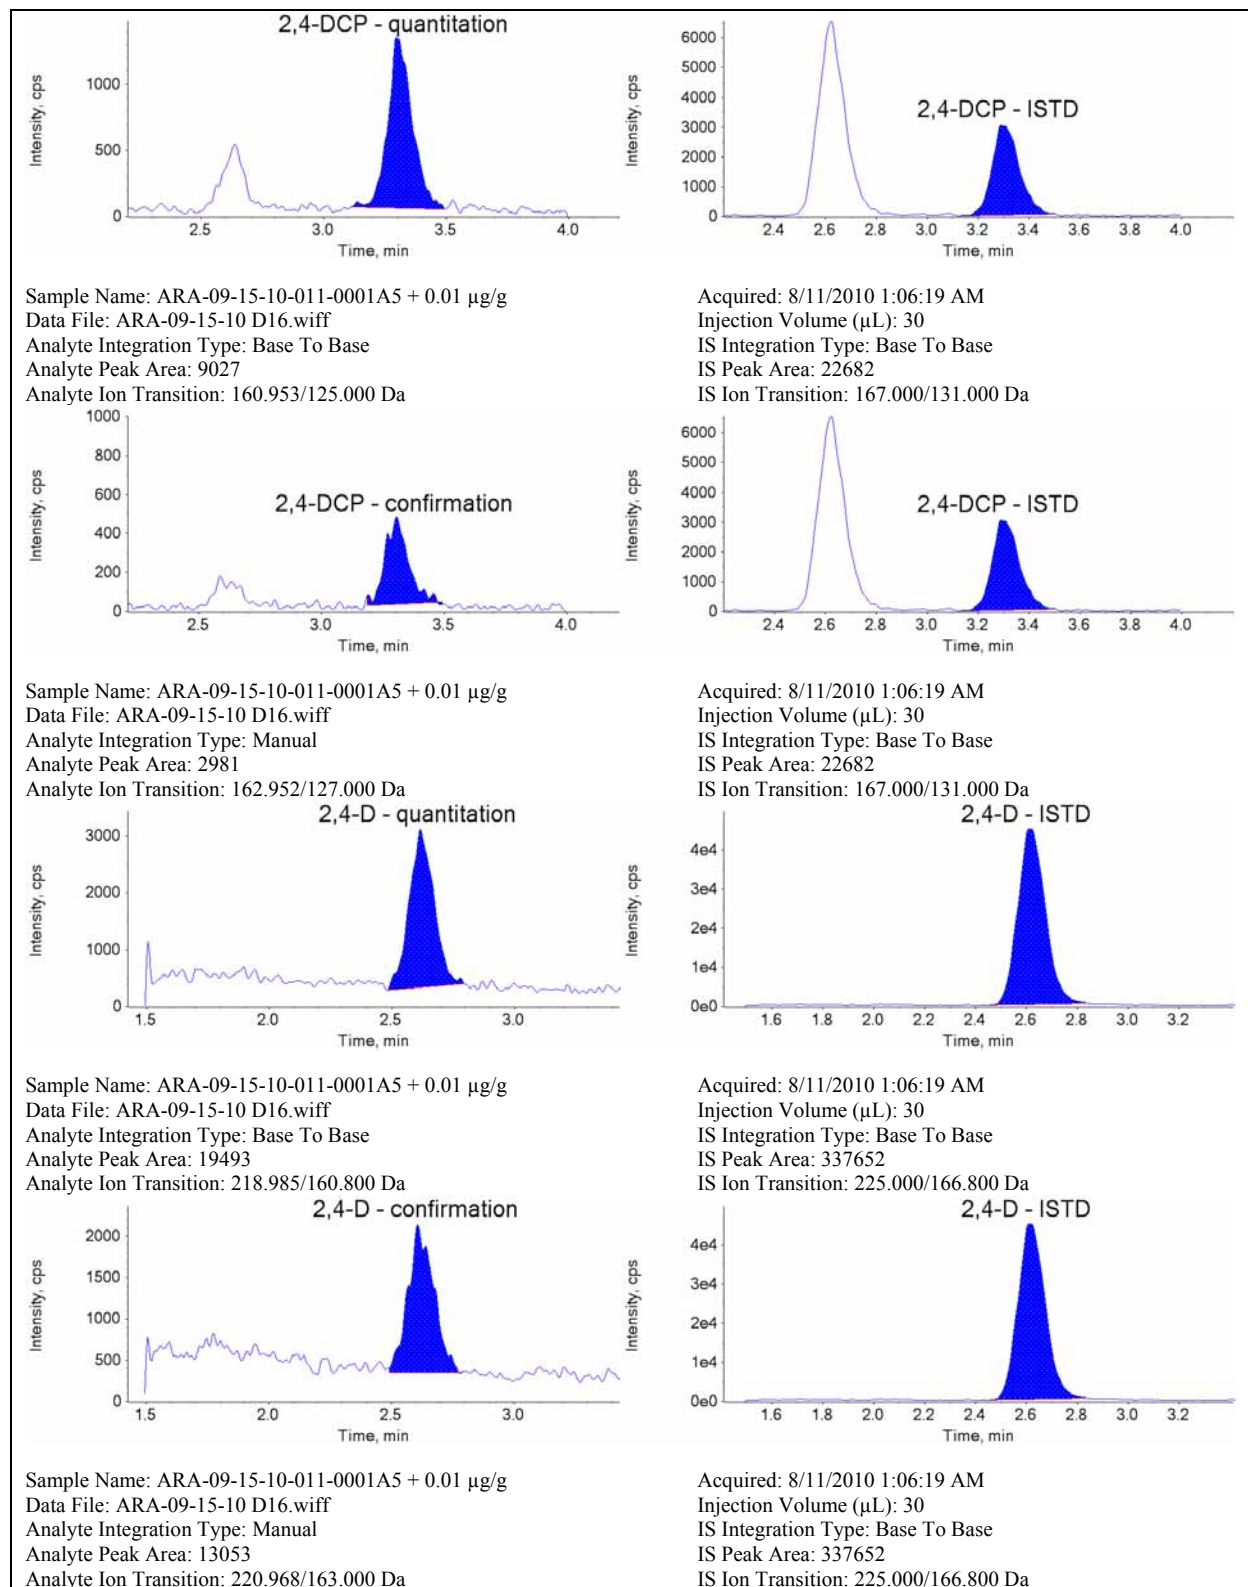 2,4-DCP - quantitation
Intensity, cps
1000
500
0
2.5 3.0 3.5 4.0
Time, min
2,4-DCP - ISTD
Intensity, cps
6000
5000
4000
3000
2000
1000
0
2.4 2.6 2.8 3.0 3.2 3.4 3.6 3.8 4.0
Time, min
Sample Name: ARA-09-15-10-011-0001A5 + 0.01 µg/g
Data File: ARA-09-15-10 D16.wiff
Analyte Integration Type: Base To Base
Analyte Peak Area: 9027
Analyte Ion Transition: 160.953/125.000 Da
Acquired: 8/11/2010 1:06:19 AM
Injection Volume (µL): 30
IS Integration Type: Base To Base
IS Peak Area: 22682
IS Ion Transition: 167.000/131.000 Da
2,4-DCP - confirmation
Intensity, cps
1000
800
600
400
200
0
2.5 3.0 3.5 4.0
Time, min
2,4-DCP - ISTD
Intensity, cps
6000
5000
4000
3000
2000
1000
0
2.4 2.6 2.8 3.0 3.2 3.4 3.6 3.8 4.0
Time, min
Sample Name: ARA-09-15-10-011-0001A5 + 0.01 µg/g
Data File: ARA-09-15-10 D16.wiff
Analyte Integration Type: Manual
Analyte Peak Area: 2981
Analyte Ion Transition: 162.952/127.000 Da
Acquired: 8/11/2010 1:06:19 AM
Injection Volume (µL): 30
IS Integration Type: Base To Base
IS Peak Area: 22682
IS Ion Transition: 167.000/131.000 Da
2,4-D - quantitation
Intensity, cps
3000
2000
1000
0
1.5 2.0 2.5 3.0
Time, min
2,4-D - ISTD
Intensity, cps
4e4
3e4
2e4
1e4
0e0
1.6 1.8 2.0 2.2 2.4 2.6 2.8 3.0 3.2
Time, min
Sample Name: ARA-09-15-10-011-0001A5 + 0.01 µg/g
Data File: ARA-09-15-10 D16.wiff
Analyte Integration Type: Base To Base
Analyte Peak Area: 19493
Analyte Ion Transition: 218.985/160.800 Da
Acquired: 8/11/2010 1:06:19 AM
Injection Volume (µL): 30
IS Integration Type: Base To Base
IS Peak Area: 337652
IS Ion Transition: 225.000/166.800 Da
2,4-D - confirmation
Intensity, cps
2000
1500
1000
500
0
1.5 2.0 2.5 3.0
Time, min
2,4-D - ISTD
Intensity, cps
4e4
3e4
2e4
1e4
0e0
1.6 1.8 2.0 2.2 2.4 2.6 2.8 3.0 3.2
Time, min
Sample Name: ARA-09-15-10-011-0001A5 + 0.01 µg/g
Data File: ARA-09-15-10 D16.wiff
Analyte Integration Type: Manual
Analyte Peak Area: 13053
Analyte Ion Transition: 220.968/163.000 Da
Acquired: 8/11/2010 1:06:19 AM
Injection Volume (µL): 30
IS Integration Type: Base To Base
IS Peak Area: 337652
IS Ion Transition: 225.000/166.800 Da